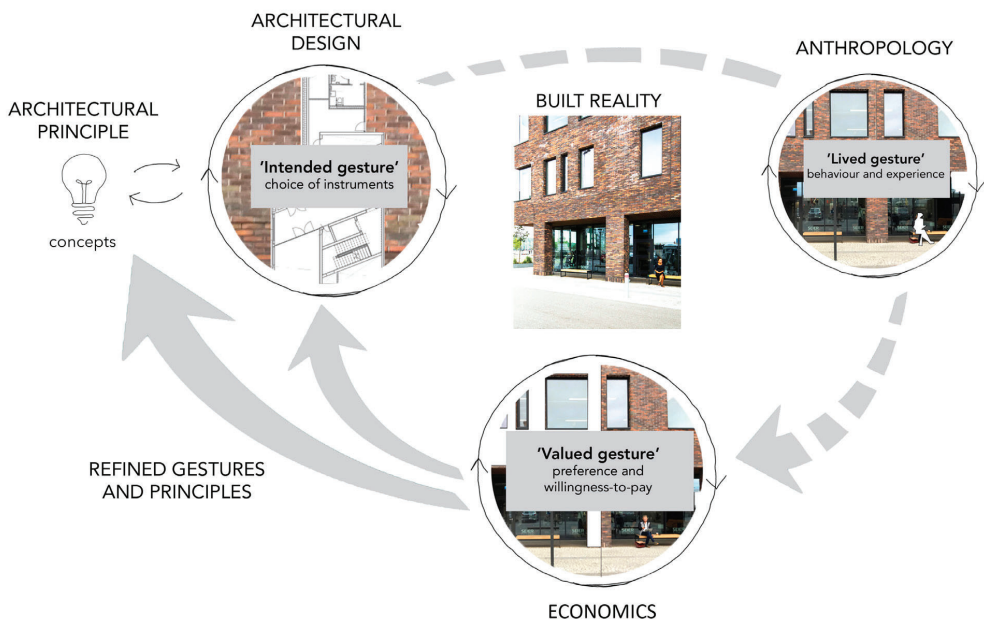 ARCHITECTURAL
DESIGN
ANTHROPOLOGY
ARCHITECTURAL
PRINCIPLE
BUILT REALITY
'Intended gesture'
choice of instruments
'Lived gesture'
behaviour and experience
concepts
'Valued gesture'
preference and
willingness-to-pay
REFINED GESTURES
AND PRINCIPLES
ECONOMICS